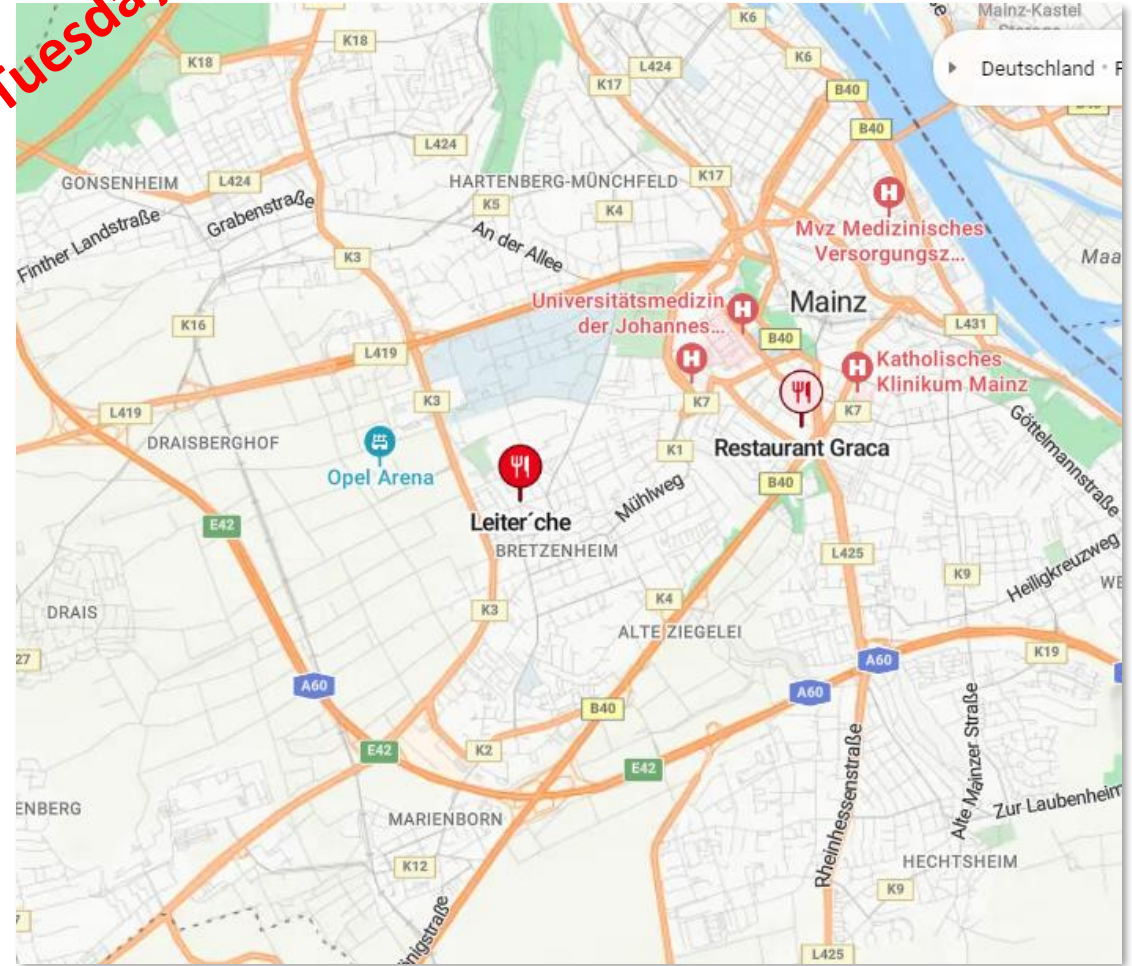 Tuesday
Mainz-Kastel
K6
K18
K18
K6
L424
K17
B40
Deutschland
B40
L424
GONSENHEIM
L424
HARTENBERG-MÜNCHFELD
K17
K5
K4
Grabenstraße
Finther Landstraße
An der Allee
Mvz Medizinisches
Versorgungsz...
K3
Universitätsmedizin
der Johannes...
Mainz
K16
B40
L431
L419
Katholisches
Klinikum Mainz
K3
K7
K7
L419
DRAISBERGHOF
Göttelmannstraße
Restaurant Graca
K1
Opel Arena
B40
Mühlweg
Leiter´che
E42
BRETZENHEIM
L425
K9
Heiligkreuzweg
K4
DRAIS
K3
ALTE ZIEGELEI
27
A60
K19
A60
A60
B40
E42
K2
E42
Rheinhessenstraße
Alte Mainzer Straße
Zur Laubenheim
MARIENBORN
HECHTSHEIM
K12
K9
L425